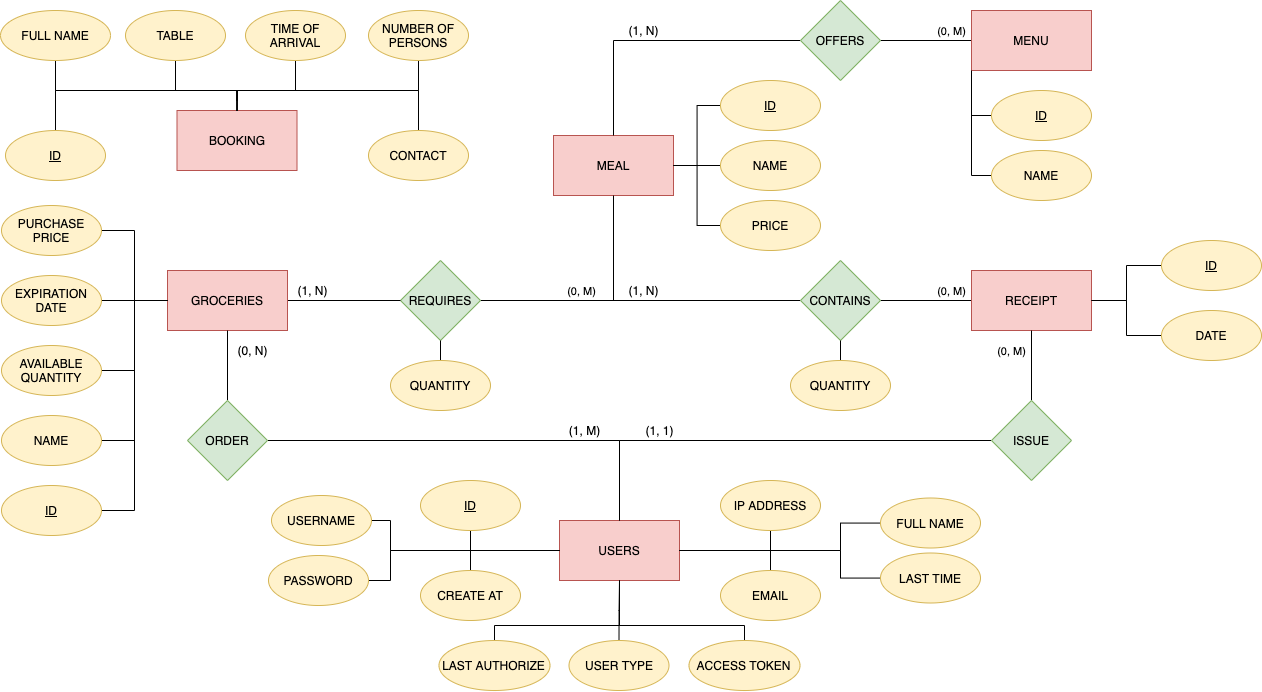 FULL NAME
TABLE
TIME OF
ARRIVAL
NUMBER OF
PERSONS
ID
BOOKING
CONTACT
(1, N)
OFFERS
(0, M)
MENU
ID
NAME
MEAL
ID
NAME
PRICE
PURCHASE
PRICE
EXPIRATION
DATE
AVAILABLE
QUANTITY
NAME
ID
GROCERIES
(1, N)
REQUIRES
(0, M)
QUANTITY
(1, N)
CONTAINS
(0, M)
QUANTITY
RECEIPT
ID
DATE
(0, N)
ORDER
(1, M)
(1, 1)
(0, M)
ISSUE
USERNAME
PASSWORD
ID
CREATE AT
USERS
IP ADDRESS
EMAIL
FULL NAME
LAST TIME
LAST AUTHORIZE
USER TYPE
ACCESS TOKEN